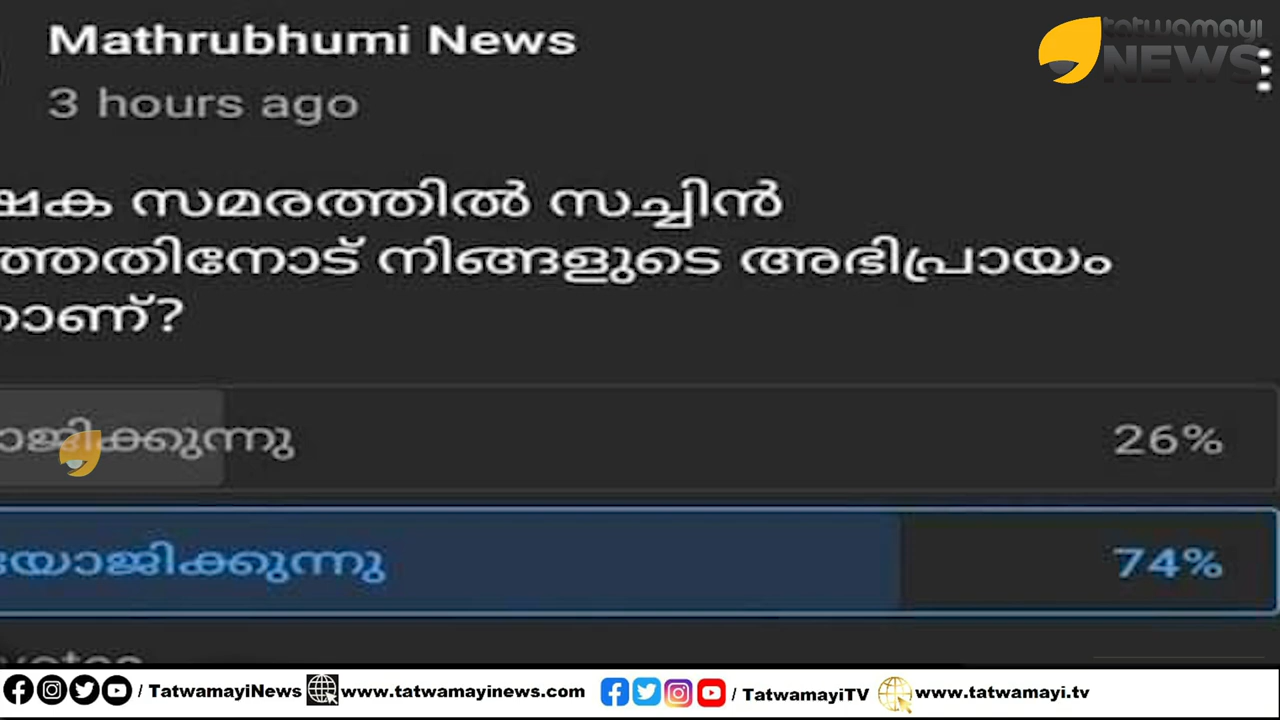 Mathrubhumi News
tatwamayi
NEWS
3 hours ago
ഷക സമരത്തിൽ സച്ചിൻ
ത്തതിനോട് നിങ്ങളുടെ അഭിപ്രായം
ാണ്?
ാജിക്കുന്നു 26%
യോജിക്കുന്നു 74%
votes
/ TatwamayiNews www.tatwamayinews.com / TatwamayiTV www.tatwamayi.tv